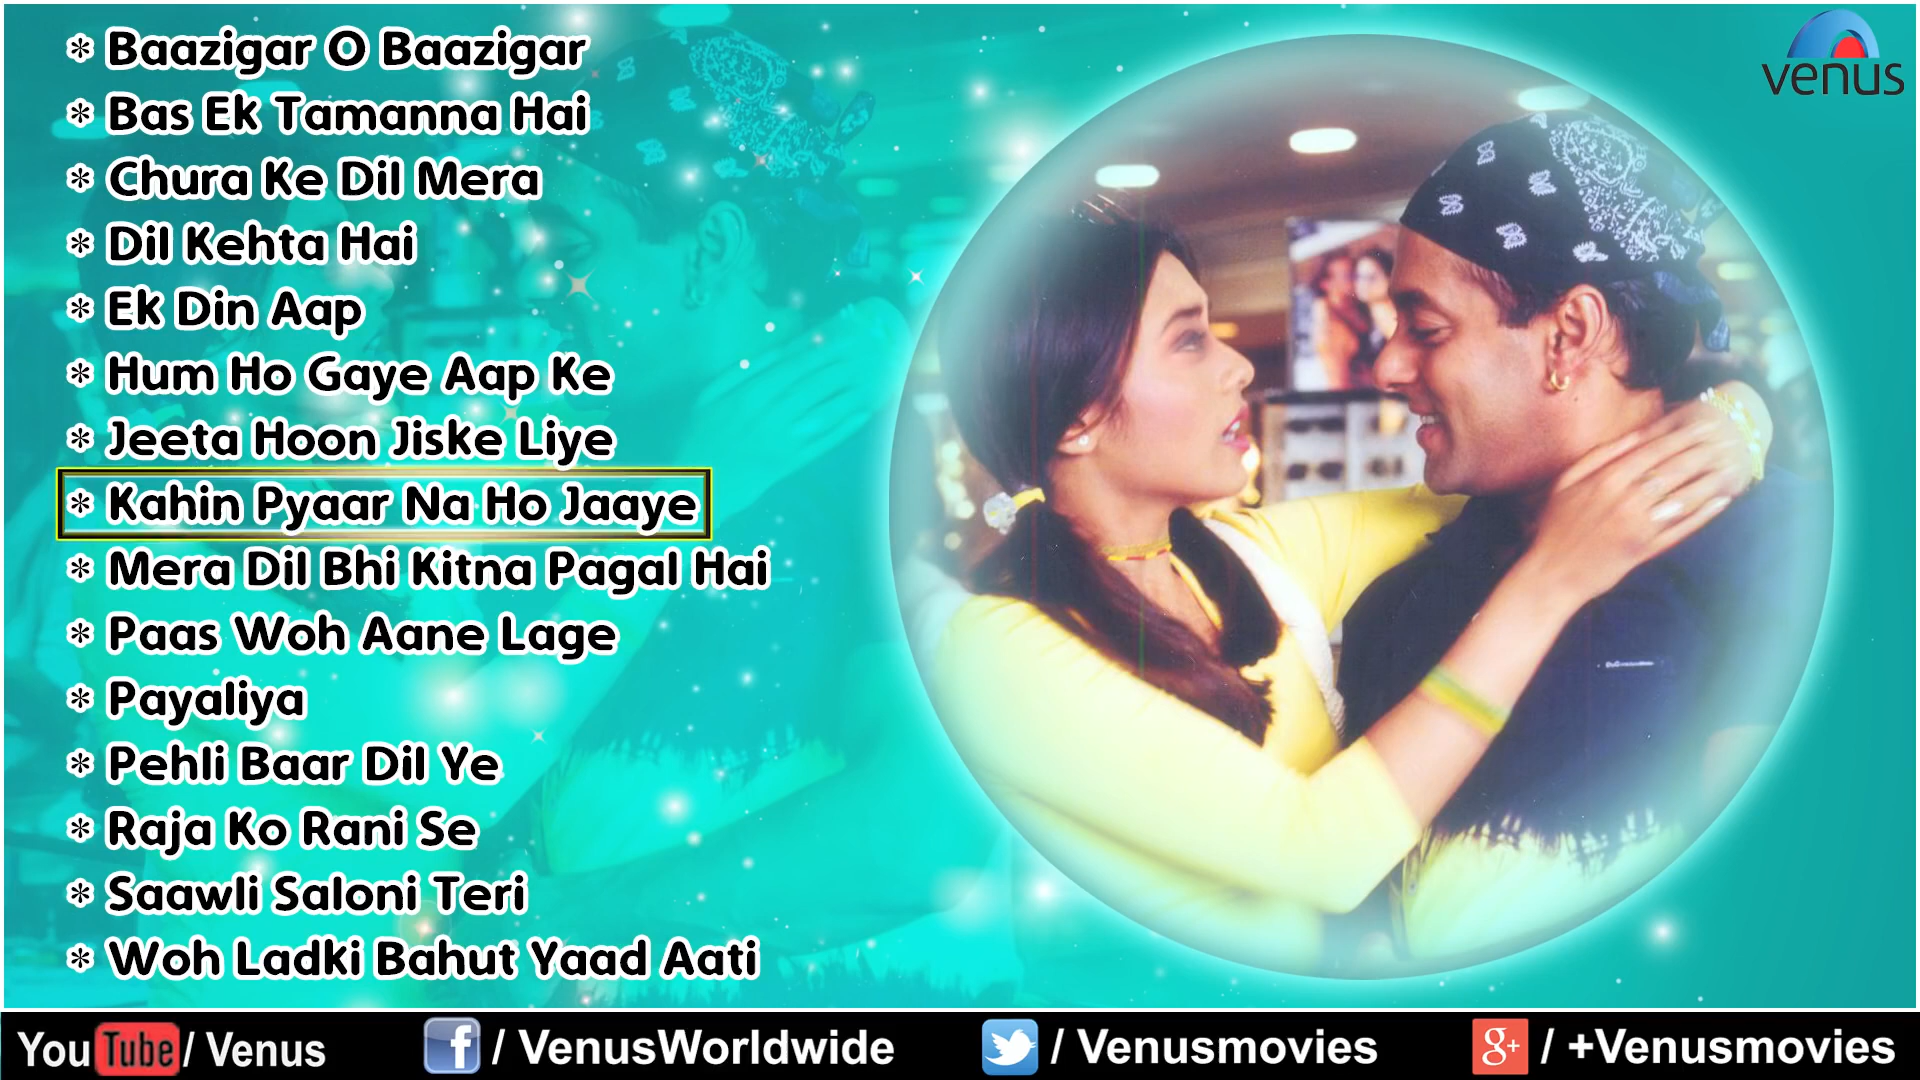 * Baazigar O Baazigar
* Bas Ek Tamanna Hai
* Chura Ke Dil Mera
* Dil Kehta Hai
* Ek Din Aap
* Hum Ho Gaye Aap Ke
* Jeeta Hoon Jiske Liye
* Kahin Pyaar Na Ho Jaaye
* Mera Dil Bhi Kitna Pagal Hai
* Paas Woh Aane Lage
* Payaliya
* Pehli Baar Dil Ye
* Raja Ko Rani Se
* Saawli Saloni Teri
* Woh Ladki Bahut Yaad Aati
venus
YouTube / Venus
f / VenusWorldwide
/ Venusmovies
g+ / +Venusmovies